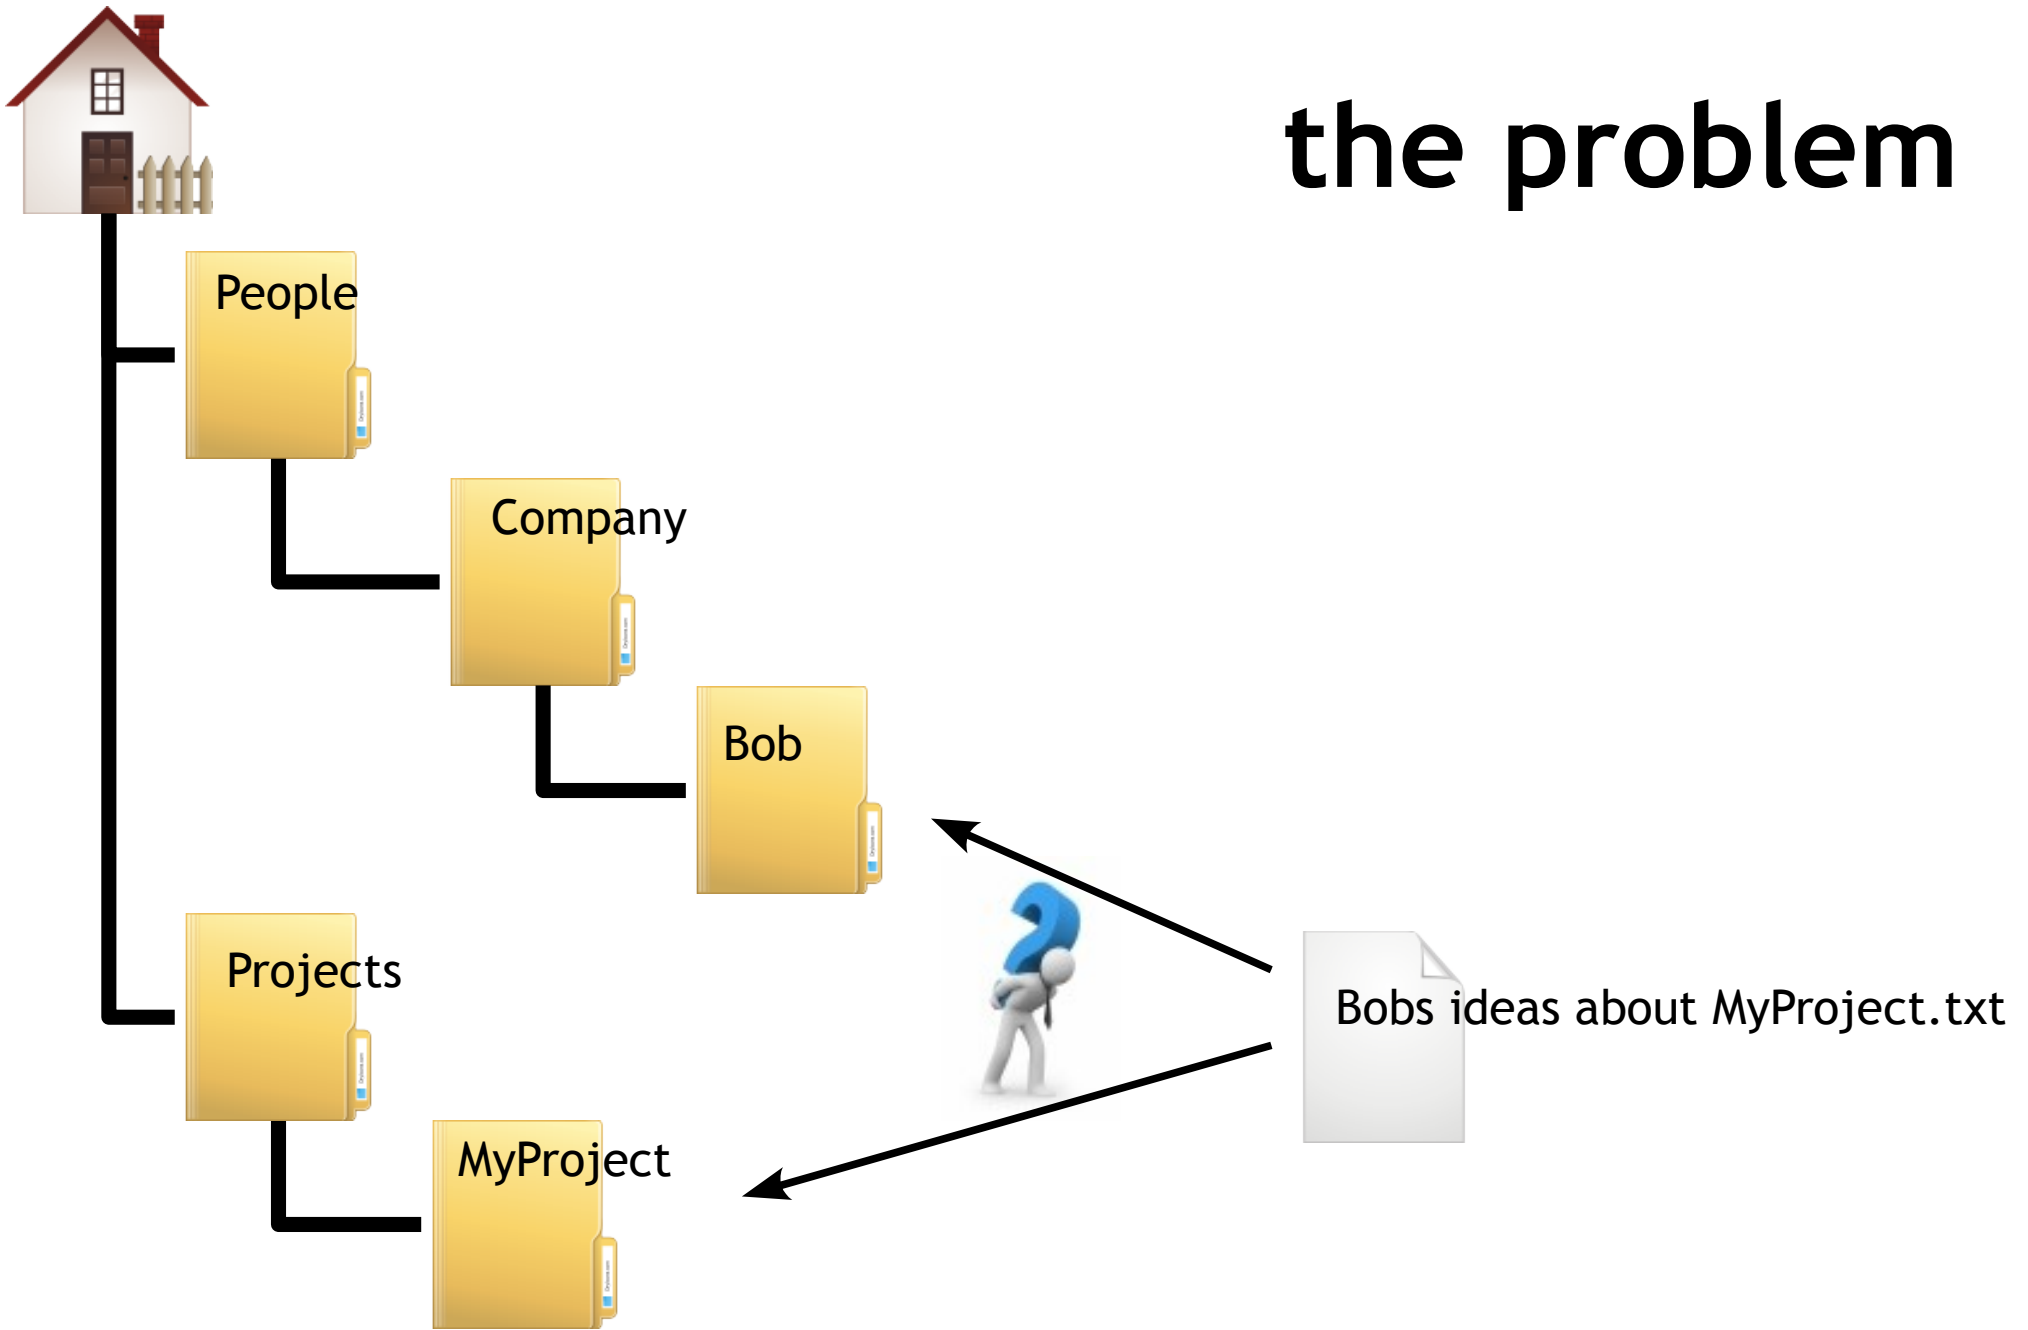 the problem
People
Company
Bob
Projects
Bobs ideas about MyProject.txt
MyProject